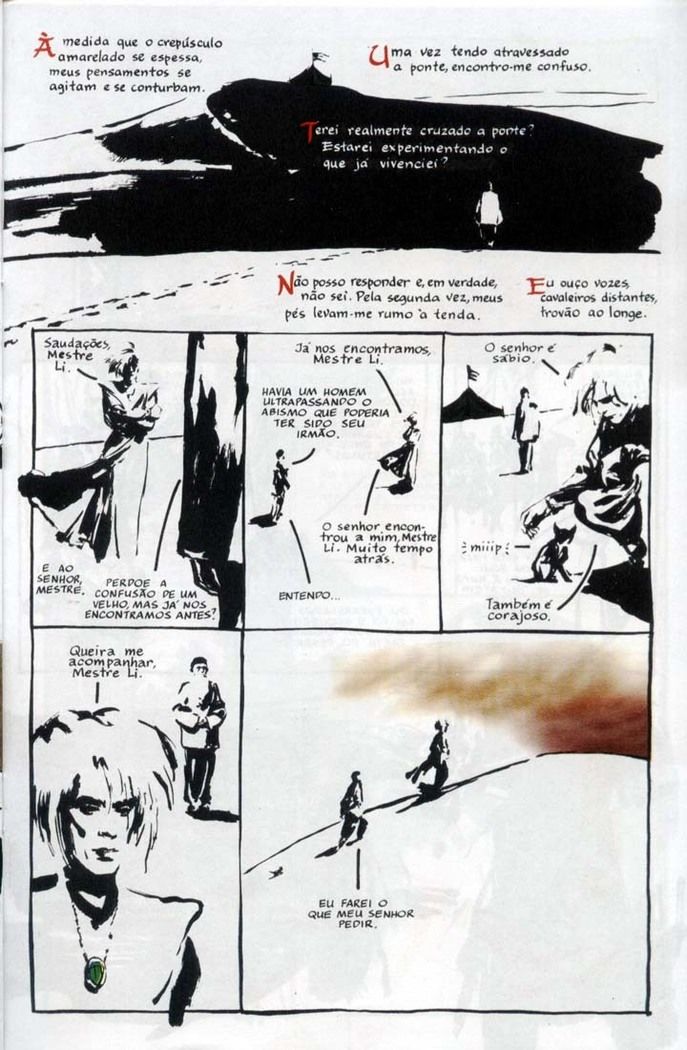 À medida que o crepúsculo
amarelado se espessa,
meus pensamentos se
agitam e se conturbam.
Uma vez tendo atravessado
a ponte, encontro-me confuso.
Terei realmente cruzado a ponte?
Estarei experimentando o
que já vivenciei?
Não posso responder e, em verdade,
não sei. Pela segunda vez, meus
pés levam-me rumo à tenda.
Eu ouço vozes,
cavaleiros distantes,
trovão ao longe.
Saudações,
Mestre
Li.
E AO
SENHOR,
MESTRE.
PERDOE A
CONFUSÃO DE UM
VELHO, MAS JÁ NOS
ENCONTRAMOS ANTES?
Já nos encontramos,
Mestre Li.
HAVIA UM HOMEM
ULTRAPASSANDO O
ABISMO QUE PODERIA
TER SIDO SEU
IRMÃO.
O senhor encon-
trou a mim, Mestre
Li. Muito tempo
atrás.
ENTENDO...
O senhor é
sábio.
miiip
Também é
corajoso.
Queira me
acompanhar,
Mestre Li.
EU FAREI O
QUE MEU SENHOR
PEDIR.